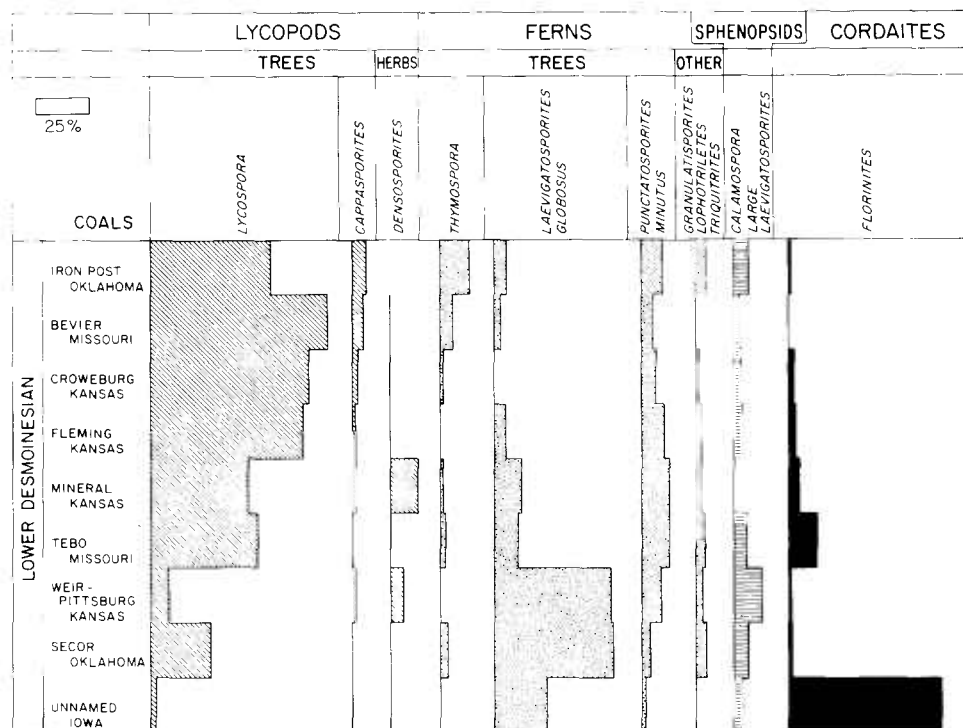 LYCOPODS FERNS SPHENOPSIDS CORDAITES
TREES HERBS TREES OTHER
25%
COALS
LYCOSPORA
CAPPASPORITES
DENSOSPORITES
THYMOSPORA
LAEVIGATOSPORITES
GLOBOSUS
PUNCTATOSPORITES
MINUTUS
GRANULATISPORITES
LOPHOTRILETES
TRIQUITRITES
CALAMOSPORA
LARGE
LAEVIGATOSPORITES
FLORINITES
LOWER DESMOINESIAN
IRON POST
OKLAHOMA
BEVIER
MISSOURI
CROWEBURG
KANSAS
FLEMING
KANSAS
MINERAL
KANSAS
TEBO
MISSOURI
WEIR-
PITTSBURG
KANSAS
SECOR
OKLAHOMA
UNNAMED
IOWA